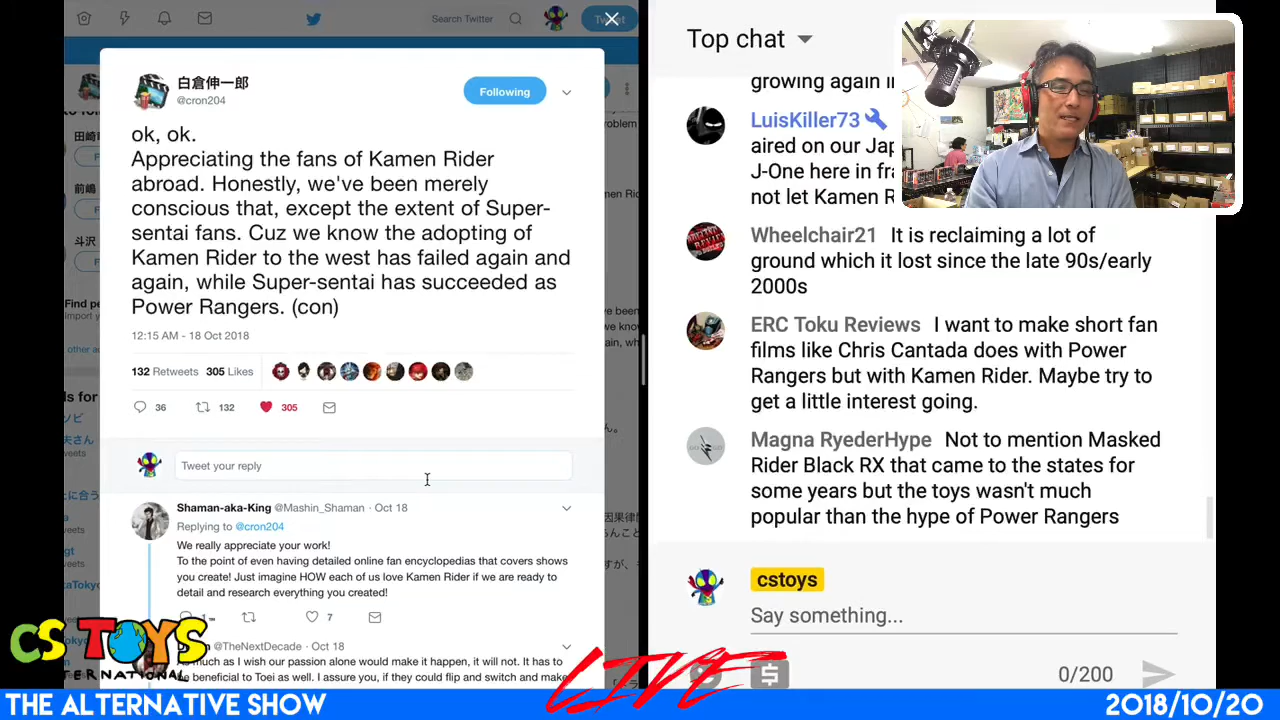 Search Twitter
Tweet
白倉伸一郎
@cron204
Following
ok, ok.
Appreciating the fans of Kamen Rider
abroad. Honestly, we've been merely
conscious that, except the extent of Super-
sentai fans. Cuz we know the adopting of
Kamen Rider to the west has failed again and
again, while Super-sentai has succeeded as
Power Rangers. (con)
12:15 AM - 18 Oct 2018
132 Retweets 305 Likes
36 132 305
Tweet your reply
Shaman-aka-King @Mashin_Shaman · Oct 18
Replying to @cron204
We really appreciate your work!
To the point of even having detailed online fan encyclopedias that covers shows
you create! Just imagine HOW each of us love Kamen Rider if we are ready to
detail and research everything you created!
7
@TheNextDecade · Oct 18
much as I wish our passion alone would make it happen, it will not. It has to
beneficial to Toei as well. I assure you, if they could flip and switch and make
Top chat
growing again i
LuisKiller73
aired on our Jap
J-One here in fra
not let Kamen R
Wheelchair21 It is reclaiming a lot of
ground which it lost since the late 90s/early
2000s
ERC Toku Reviews I want to make short fan
films like Chris Cantada does with Power
Rangers but with Kamen Rider. Maybe try to
get a little interest going.
Magna RyederHype Not to mention Masked
Rider Black RX that came to the states for
some years but the toys wasn't much
popular than the hype of Power Rangers
cstoys
Say something...
0/200
CS TOYS
INTERNATIONAL
LIVE
THE ALTERNATIVE SHOW
2018/10/20